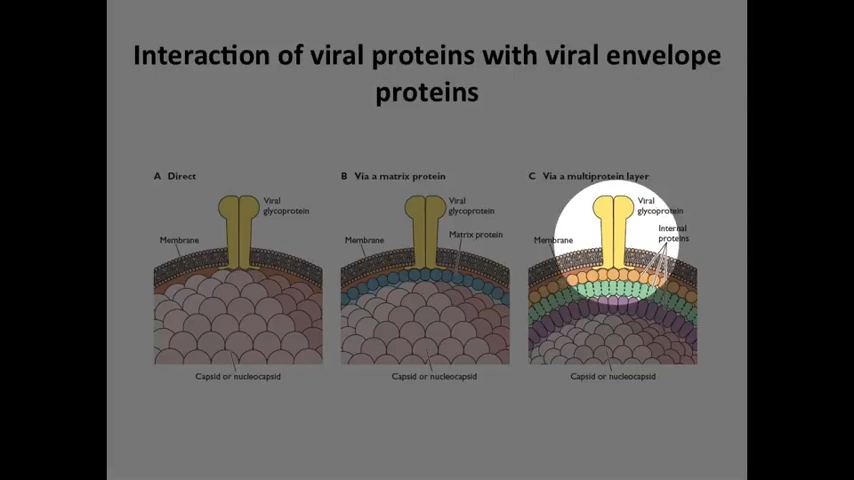 Interaction of viral proteins with viral envelope
proteins
A Direct
B Via a matrix protein
C Via a multiprotein layer
Viral
glycoprotein
Membrane
Capsid or nucleocapsid
Viral
glycoprotein
Matrix protein
Membrane
Capsid or nucleocapsid
Viral
glycoprotein
Internal
proteins
Membrane
Capsid or nucleocapsid